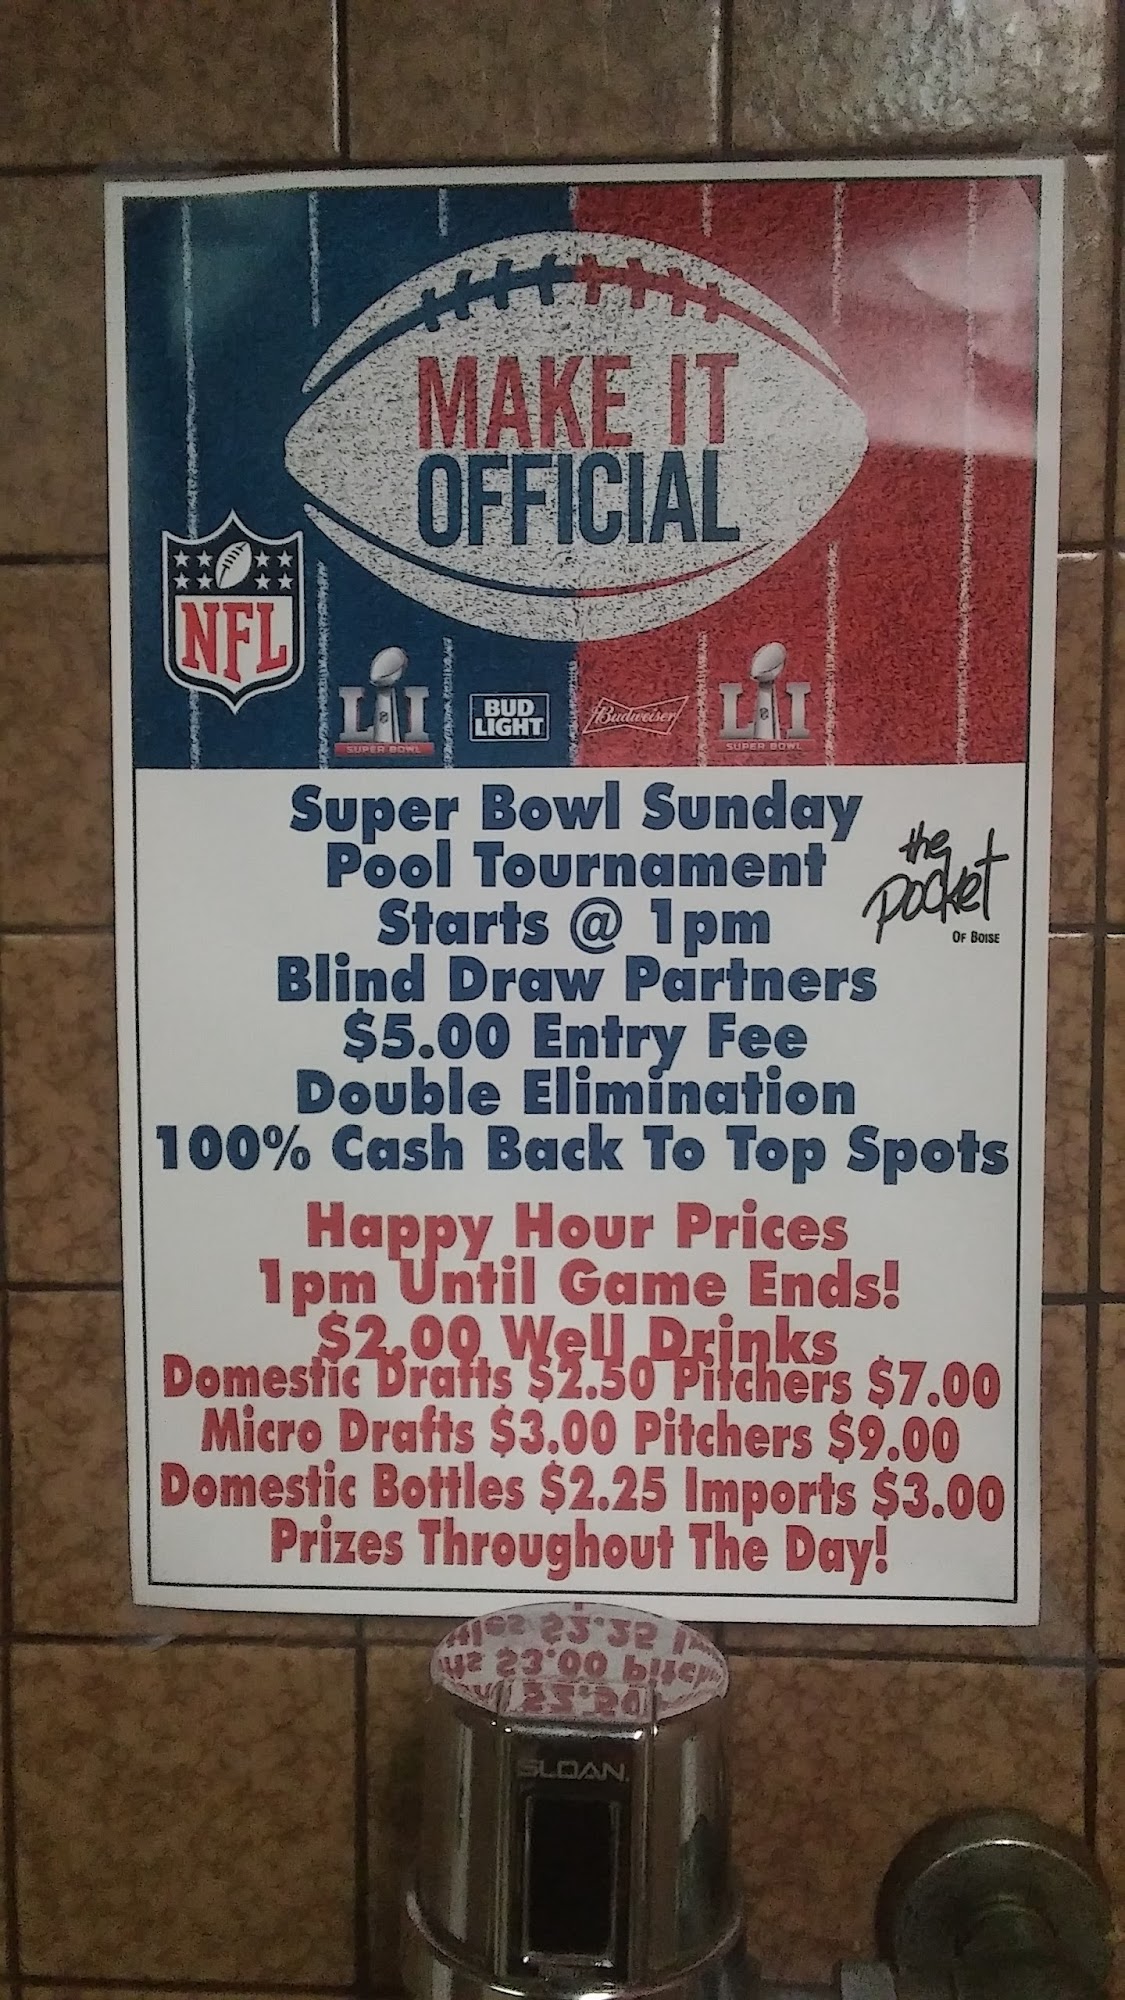 MAKE IT
OFFICIAL
NFL
LI
SUPER BOWL
BUD
LIGHT
Budweiser
LI
SUPER BOWL
Super Bowl Sunday
Pool Tournament
Starts @ 1pm
Blind Draw Partners
$5.00 Entry Fee
Double Elimination
100% Cash Back To Top Spots
the
Pocket
OF BOISE
Happy Hour Prices
1pm Until Game Ends!
$2.00 Well Drinks
Domestic Drafts $2.50 Pitchers $7.00
Micro Drafts $3.00 Pitchers $9.00
Domestic Bottles $2.25 Imports $3.00
Prizes Throughout The Day!
SLOAN